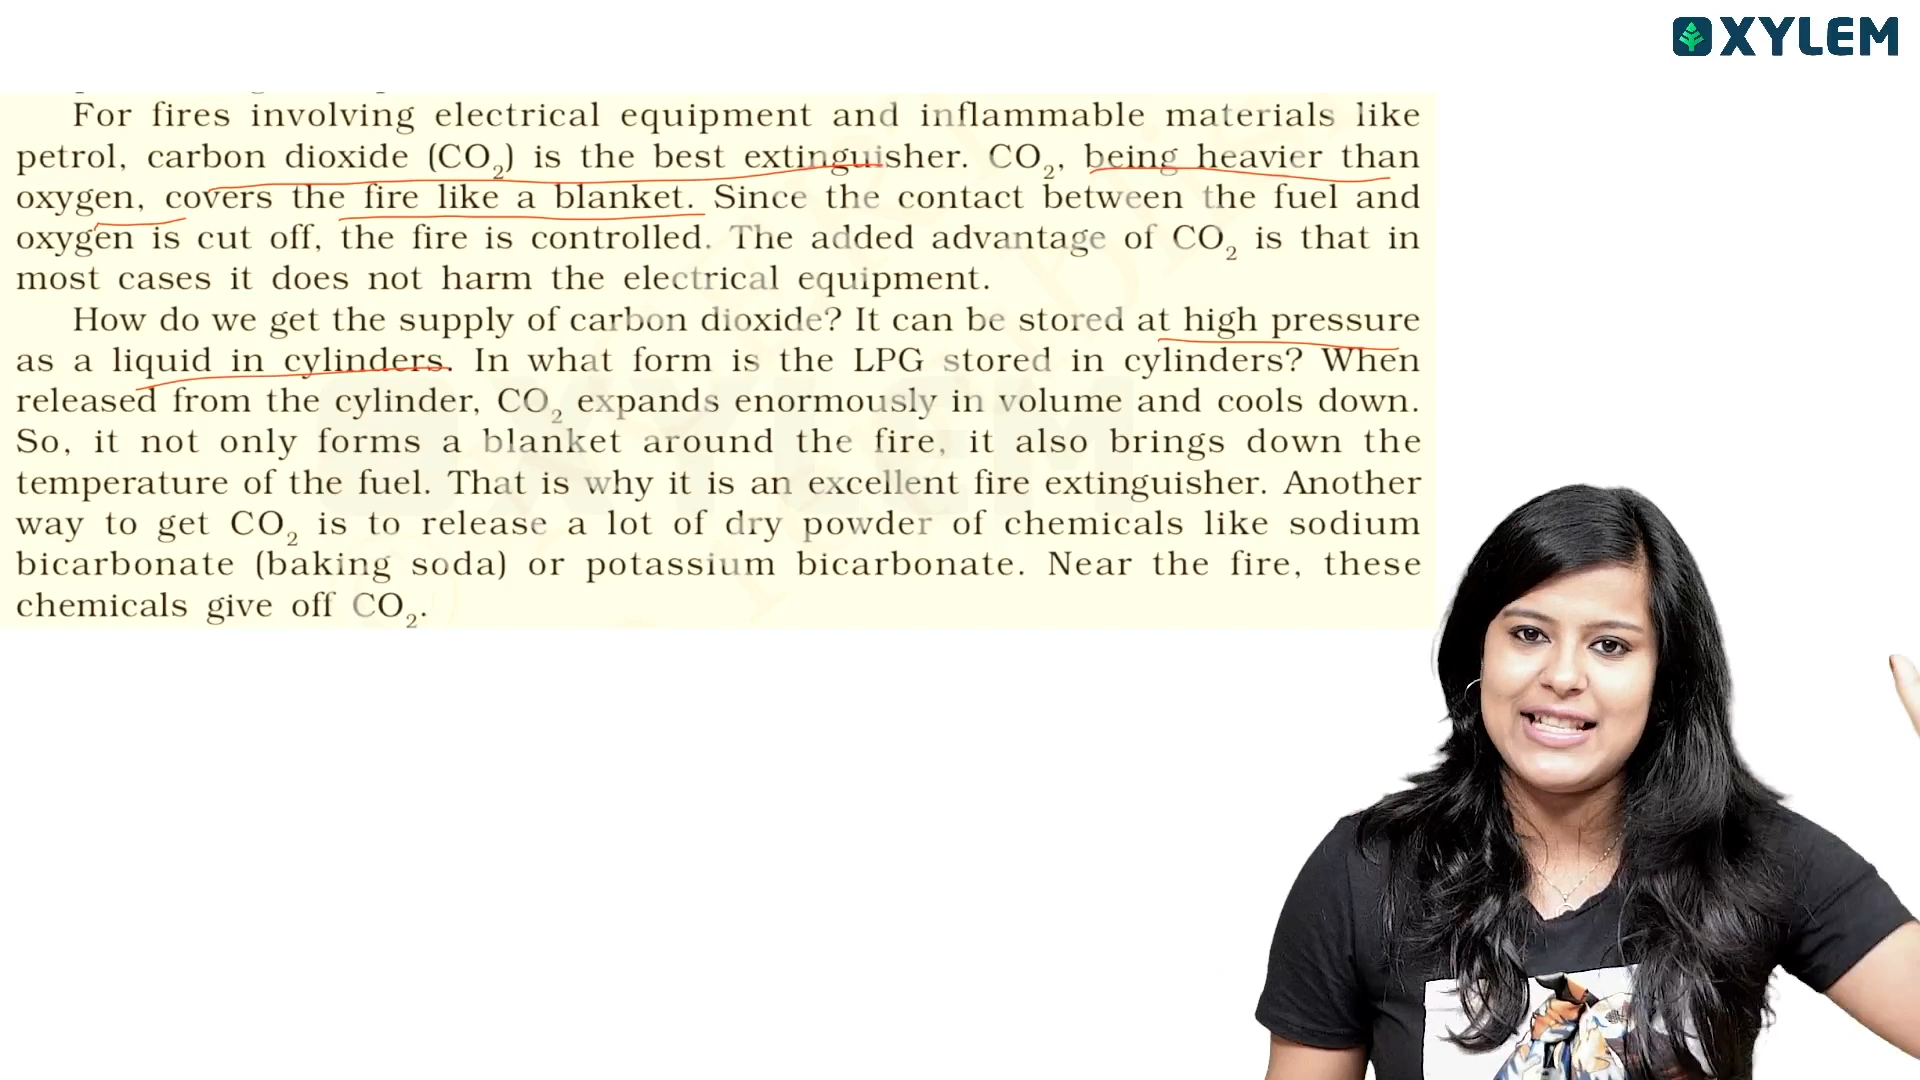 XYLEM
For fires involving electrical equipment and inflammable materials like
petrol, carbon dioxide (CO₂) is the best extinguisher. CO₂, being heavier than
oxygen, covers the fire like a blanket. Since the contact between the fuel and
oxygen is cut off, the fire is controlled. The added advantage of CO₂ is that in
most cases it does not harm the electrical equipment.
How do we get the supply of carbon dioxide? It can be stored at high pressure
as a liquid in cylinders. In what form is the LPG stored in cylinders? When
released from the cylinder, CO₂ expands enormously in volume and cools down.
So, it not only forms a blanket around the fire, it also brings down the
temperature of the fuel. That is why it is an excellent fire extinguisher. Another
way to get CO₂ is to release a lot of dry powder of chemicals like sodium
bicarbonate (baking soda) or potassium bicarbonate. Near the fire, these
chemicals give off CO₂.